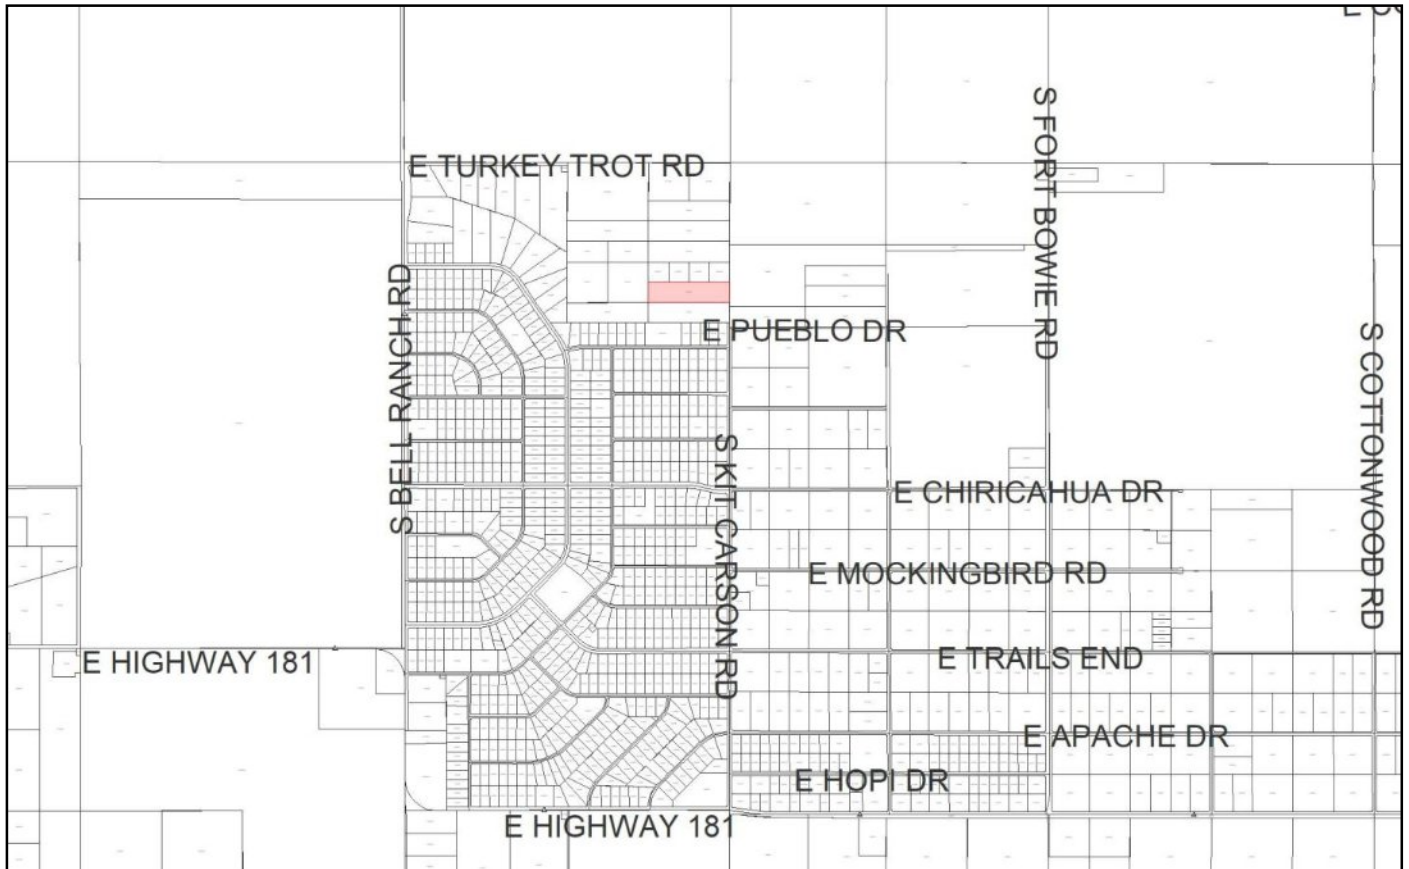 E TURKEY TROT RD
S FORT BOWIE RD
S BELL RANCH RD
E PUEBLO DR
S COTTONWOOD RD
S KIT CARSON RD
E CHIRICAHUA DR
E MOCKINGBIRD RD
E HIGHWAY 181
E TRAILS END
E APACHE DR
E HOPI DR
E HIGHWAY 181